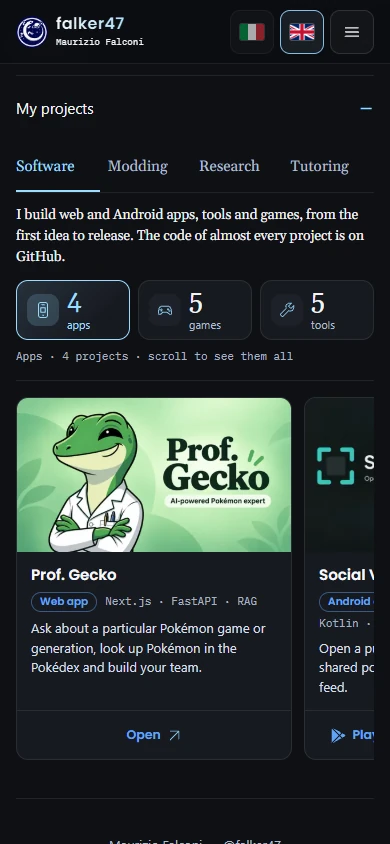 falker47
Maurizio Falconi
My projects
Software
Modding
Research
Tutoring
I build web and Android apps, tools and games, from the
first idea to release. The code of almost every project is on
GitHub.
4
apps
5
games
5
tools
Apps · 4 projects · scroll to see them all
Prof.
Gecko
AI-powered Pokémon expert
Prof. Gecko
Web app
Next.js · FastAPI · RAG
Ask about a particular Pokémon game or
generation, look up Pokémon in the
Pokédex and build your team.
Open
Social
Android
Kotlin ·
Open a
shared
feed.
Play
Maurizio Falconi
@falker47